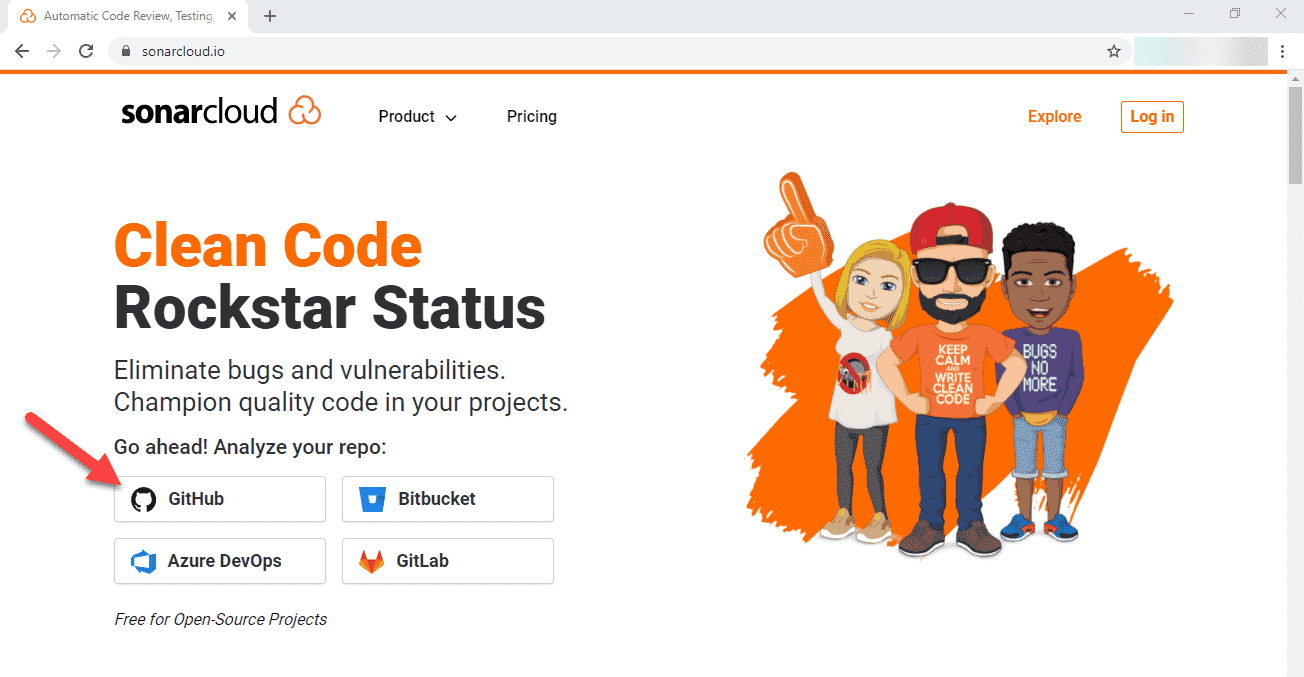 Automatic Code Review, Testing,
sonarcloud.io
sonarcloud
Product
Pricing
Explore
Log in
Clean Code
Rockstar Status
Eliminate bugs and vulnerabilities.
Champion quality code in your projects.
Go ahead! Analyze your repo:
GitHub
Bitbucket
Azure DevOps
GitLab
Free for Open-Source Projects
KEEP
CALM
AND
WRITE
CLEAN
CODE
BUGS
NO
MORE